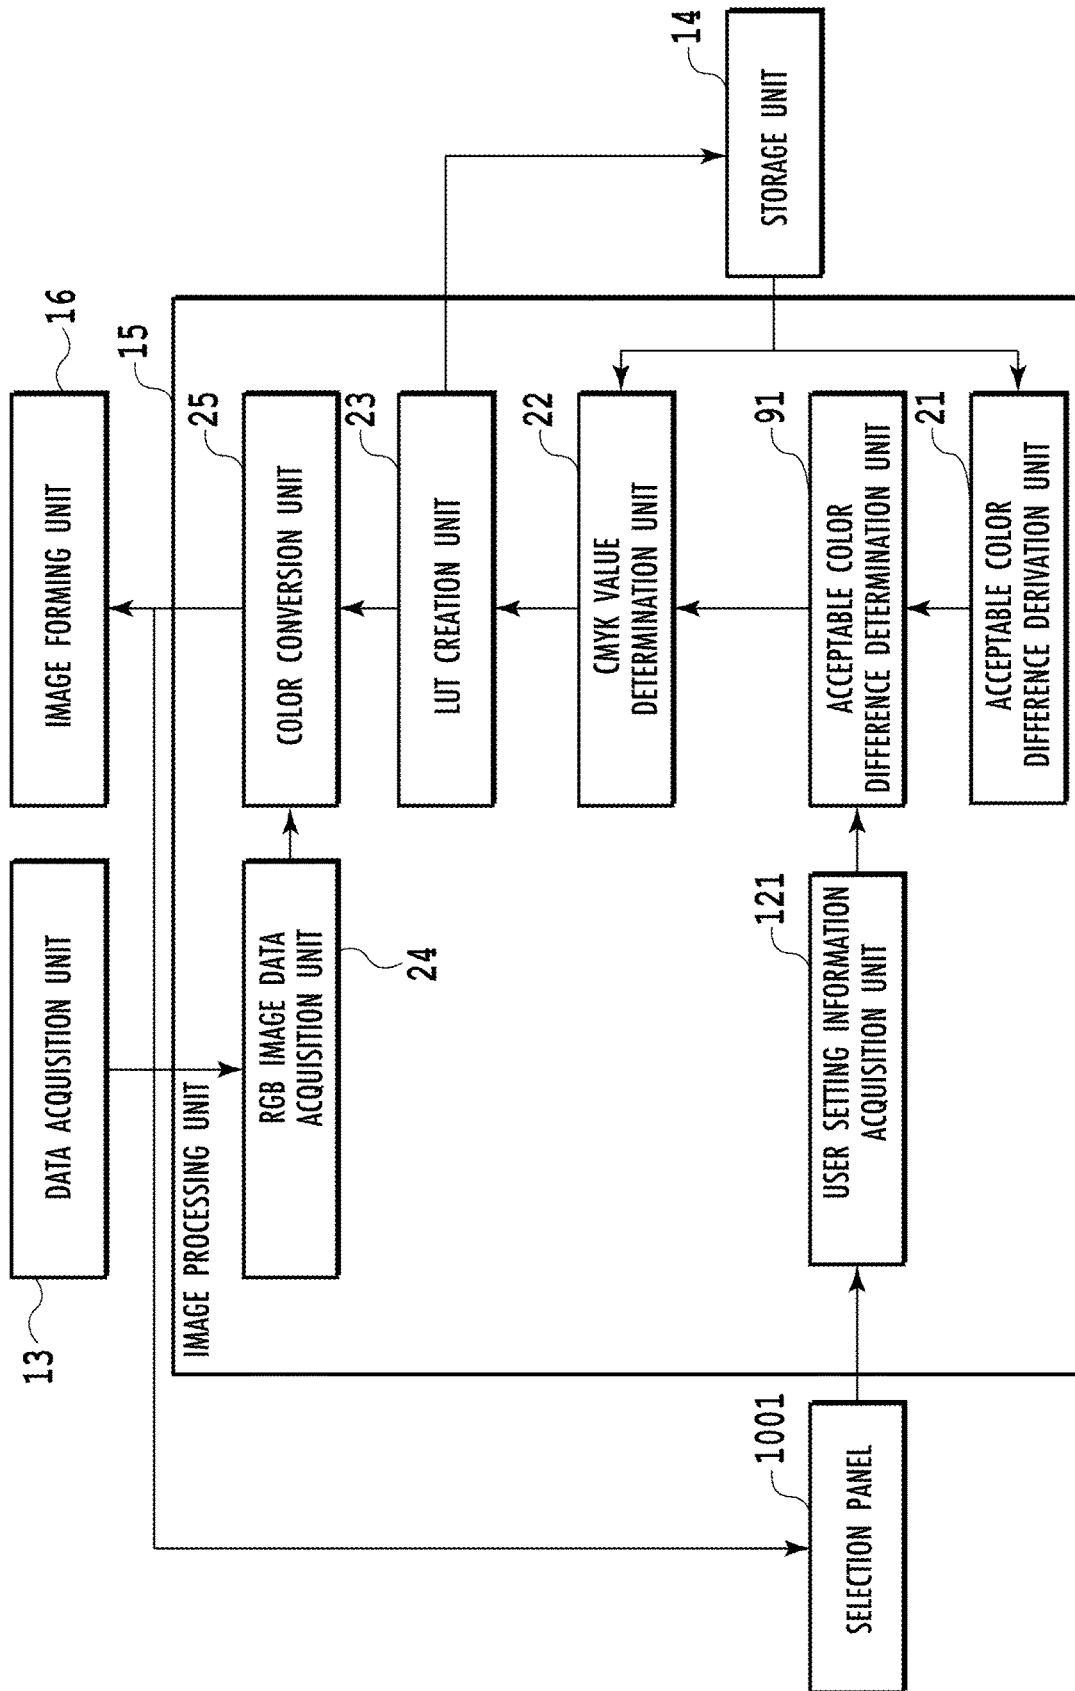 13
DATA ACQUISITION UNIT
IMAGE FORMING UNIT
16
15
IMAGE PROCESSING UNIT
RGB IMAGE DATA
ACQUISITION UNIT
24
COLOR CONVERSION UNIT
25
LUT CREATION UNIT
23
CMYK VALUE
DETERMINATION UNIT
22
14
STORAGE UNIT
1001
SELECTION PANEL
121
USER SETTING INFORMATION
ACQUISITION UNIT
91
ACCEPTABLE COLOR
DIFFERENCE DETERMINATION UNIT
21
ACCEPTABLE COLOR
DIFFERENCE DERIVATION UNIT